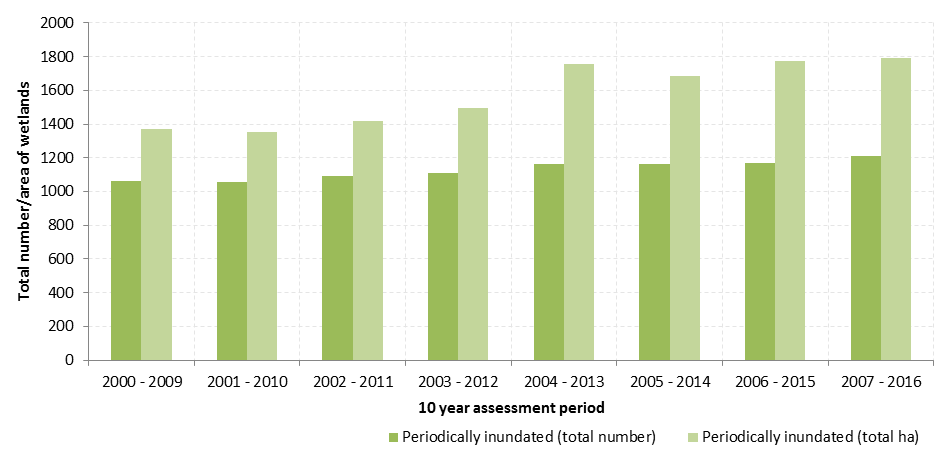 2000
1800
1600
1400
1200
1000
800
600
400
200
0
Total number/area of wetlands
2000 - 2009 2001 - 2010 2002 - 2011 2003 - 2012 2004 - 2013 2005 - 2014 2006 - 2015 2007 - 2016
10 year assessment period
Periodically inundated (total number) Periodically inundated (total ha)